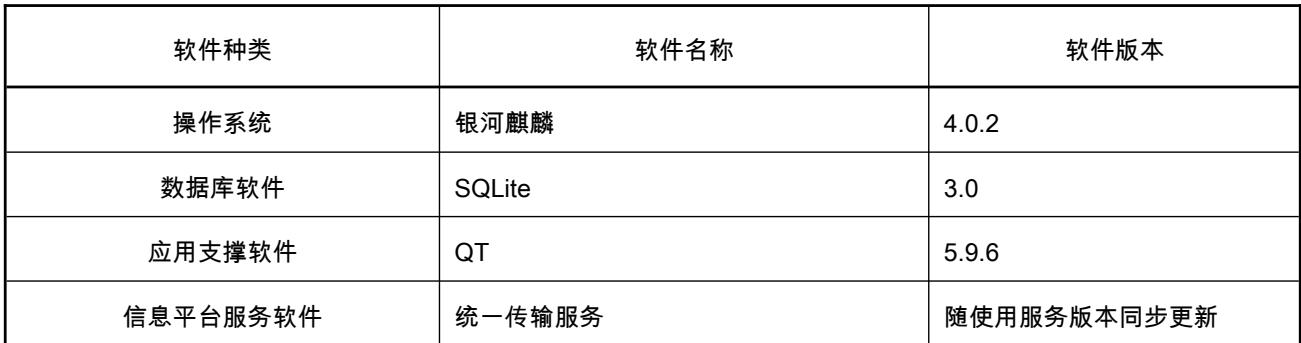 软件种类 软件名称 软件版本
操作系统 银河麒麟 4.0.2
数据库软件 SQLite 3.0
应用支撑软件 QT 5.9.6
信息平台服务软件 统一传输服务 随使用服务版本同步更新